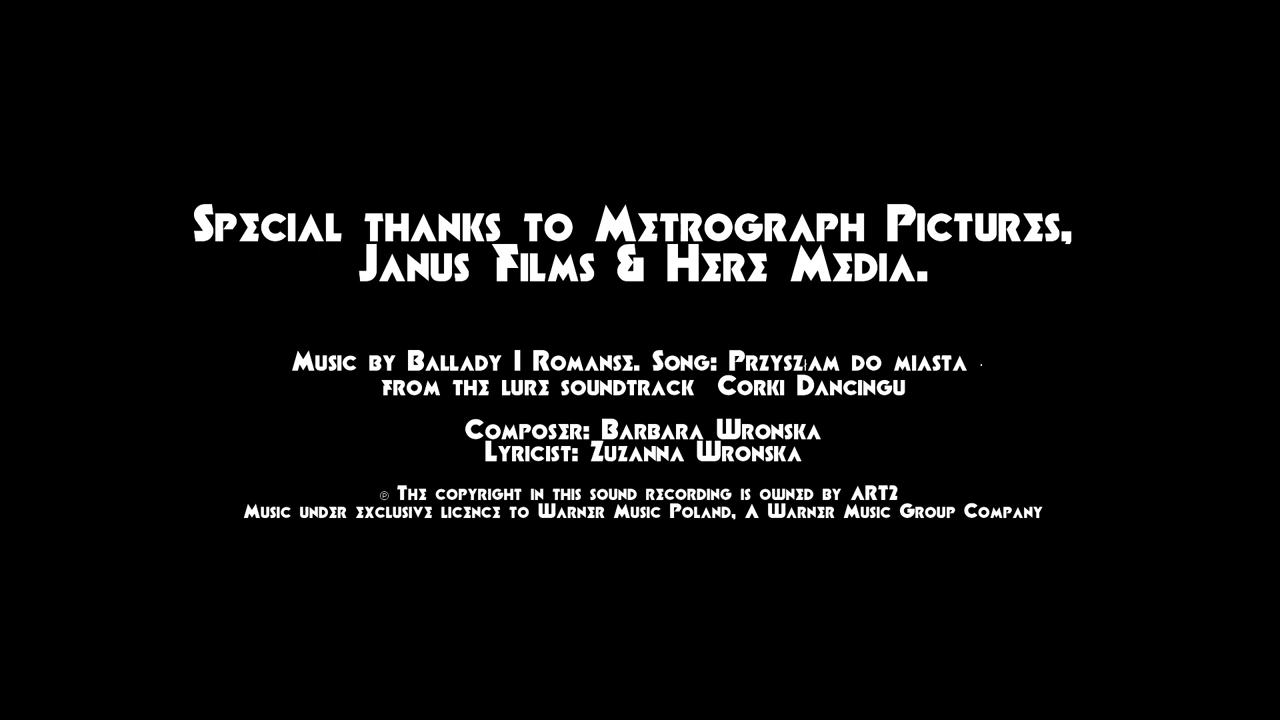 Special thanks to Metrograph Pictures,
Janus Films & Here Media.
Music by Ballady I Romanse. Song: Przyszłam do miasta
from the lure soundtrack Corki Dancingu
Composer: Barbara Wronska
Lyricist: Zuzanna Wronska
℗ The copyright in this sound recording is owned by ART2
Music under exclusive licence to Warner Music Poland, A Warner Music Group Company